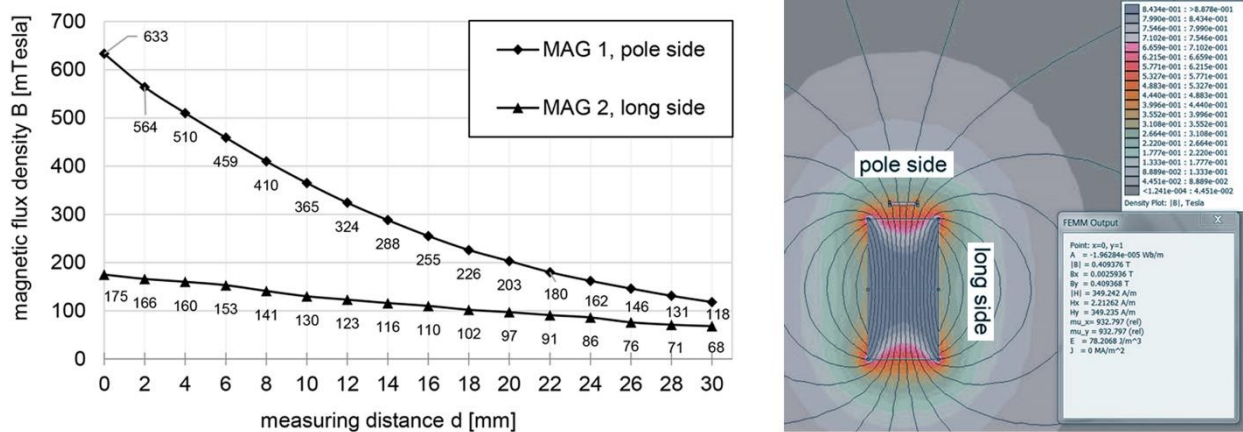 magnetic flux density B [mTesla]
700
600
500
400
300
200
100
0
633
564
510
459
410
365
324
288
255
226
203
180
162
146
131
118
175
166
160
153
141
130
123
116
110
102
97
91
86
76
71
68
MAG 1, pole side
MAG 2, long side
0 2 4 6 8 10 12 14 16 18 20 22 24 26 28 30
measuring distance d [mm]
pole side
long side
8.434e-001 : >8.878e-001
7.990e-001 : 8.434e-001
7.546e-001 : 7.990e-001
7.102e-001 : 7.546e-001
6.659e-001 : 7.102e-001
6.215e-001 : 6.659e-001
5.771e-001 : 6.215e-001
5.327e-001 : 5.771e-001
4.883e-001 : 5.327e-001
4.440e-001 : 4.883e-001
3.996e-001 : 4.440e-001
3.552e-001 : 3.996e-001
3.108e-001 : 3.552e-001
2.664e-001 : 3.108e-001
2.220e-001 : 2.664e-001
1.777e-001 : 2.220e-001
1.333e-001 : 1.777e-001
8.889e-002 : 1.333e-001
4.451e-002 : 8.889e-002
<1.241e-004 : 4.451e-002
Density Plot: |B|, Tesla
FEMM Output
X
Point: x=0, y=1
A = -1.96284e-005 Wb/m
|B| = 0.409376 T
Bx = 0.0025936 T
By = 0.409368 T
|H| = 349.242 A/m
Hx = 2.21262 A/m
Hy = 349.235 A/m
mu_x= 932.797 (rel)
mu_y = 932.797 (rel)
E = 78.2068 J/m^3
J = 0 MA/m^2